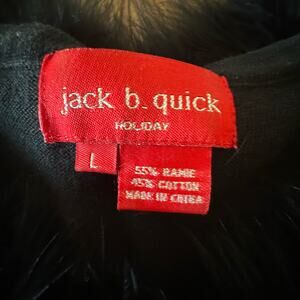 jack b. quick
HOLIDAY
L
55% RAMIE
45% COTTON
MADE IN CHINA